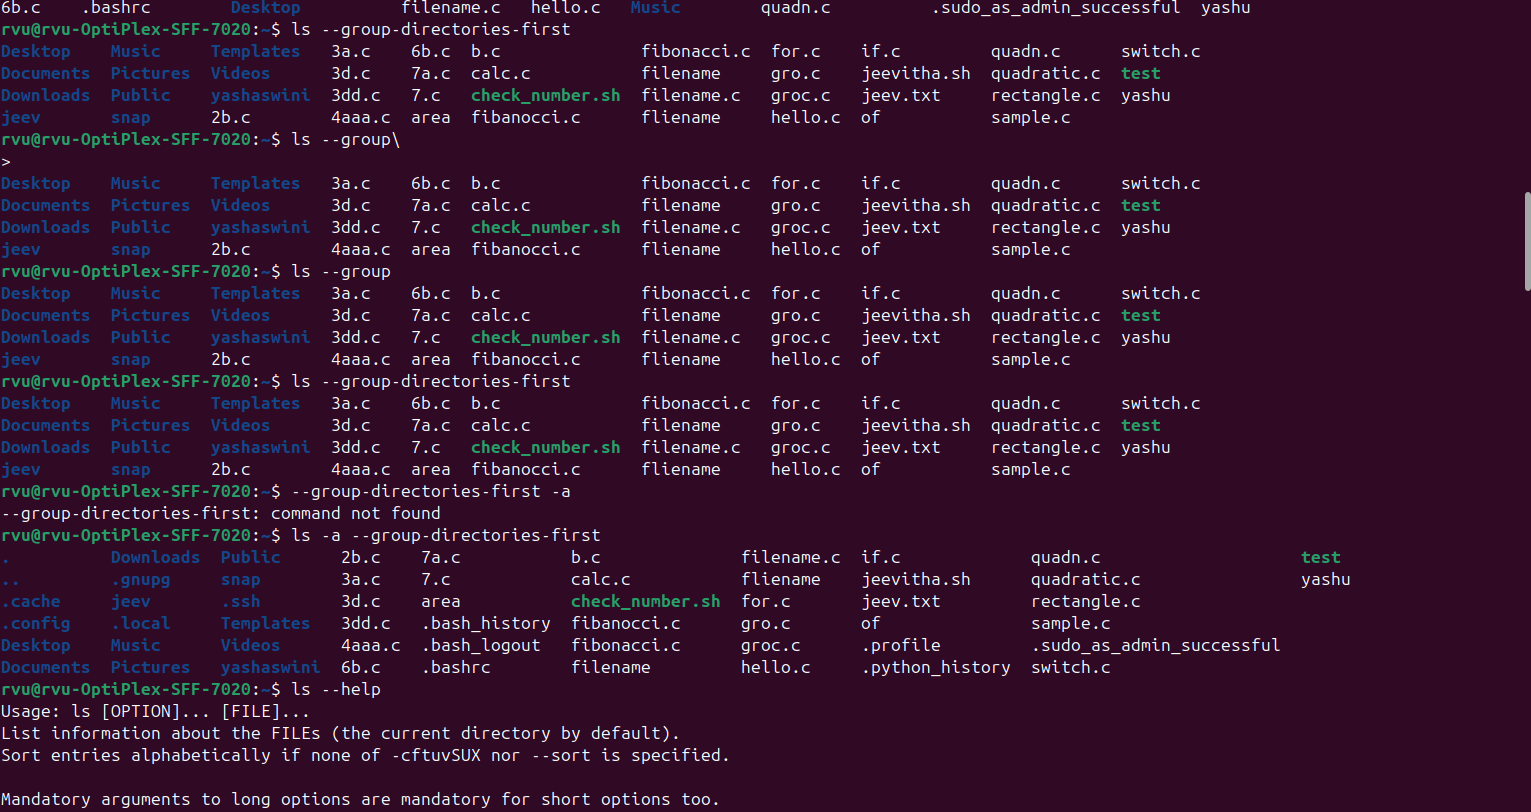 6b.c    .bashrc        Desktop          filename.c   hello.c   Music        quadn.c          .sudo_as_admin_successful  yashu
rvu@rvu-OptiPlex-SFF-7020:~$ ls --group-directories-first
Desktop    Music     Templates   3a.c    6b.c  b.c              fibonacci.c  for.c    if.c         quadn.c      switch.c
Documents  Pictures  Videos      3d.c    7a.c  calc.c           filename     gro.c    jeevitha.sh  quadratic.c  test
Downloads  Public    yashaswini  3dd.c   7.c   check_number.sh  filename.c   groc.c   jeev.txt     rectangle.c  yashu
jeev       snap      2b.c        4aaa.c  area  fibanocci.c      fliename     hello.c  of           sample.c
rvu@rvu-OptiPlex-SFF-7020:~$ ls --group\
>
Desktop    Music     Templates   3a.c    6b.c  b.c              fibonacci.c  for.c    if.c         quadn.c      switch.c
Documents  Pictures  Videos      3d.c    7a.c  calc.c           filename     gro.c    jeevitha.sh  quadratic.c  test
Downloads  Public    yashaswini  3dd.c   7.c   check_number.sh  filename.c   groc.c   jeev.txt     rectangle.c  yashu
jeev       snap      2b.c        4aaa.c  area  fibanocci.c      fliename     hello.c  of           sample.c
rvu@rvu-OptiPlex-SFF-7020:~$ ls --group
Desktop    Music     Templates   3a.c    6b.c  b.c              fibonacci.c  for.c    if.c         quadn.c      switch.c
Documents  Pictures  Videos      3d.c    7a.c  calc.c           filename     gro.c    jeevitha.sh  quadratic.c  test
Downloads  Public    yashaswini  3dd.c   7.c   check_number.sh  filename.c   groc.c   jeev.txt     rectangle.c  yashu
jeev       snap      2b.c        4aaa.c  area  fibanocci.c      fliename     hello.c  of           sample.c
rvu@rvu-OptiPlex-SFF-7020:~$ ls --group-directories-first
Desktop    Music     Templates   3a.c    6b.c  b.c              fibonacci.c  for.c    if.c         quadn.c      switch.c
Documents  Pictures  Videos      3d.c    7a.c  calc.c           filename     gro.c    jeevitha.sh  quadratic.c  test
Downloads  Public    yashaswini  3dd.c   7.c   check_number.sh  filename.c   groc.c   jeev.txt     rectangle.c  yashu
jeev       snap      2b.c        4aaa.c  area  fibanocci.c      fliename     hello.c  of           sample.c
rvu@rvu-OptiPlex-SFF-7020:~$ --group-directories-first -a
--group-directories-first: command not found
rvu@rvu-OptiPlex-SFF-7020:~$ ls -a --group-directories-first
.          Downloads  Public      2b.c    7a.c           b.c              filename.c  if.c             quadn.c                    test
..         .gnupg     snap        3a.c    7.c            calc.c           fliename    jeevitha.sh      quadratic.c                yashu
.cache     jeev       .ssh        3d.c    area           check_number.sh  for.c       jeev.txt         rectangle.c
.config    .local     Templates   3dd.c   .bash_history  fibanocci.c      gro.c       of               sample.c
Desktop    Music      Videos      4aaa.c  .bash_logout   fibonacci.c      groc.c      .profile         .sudo_as_admin_successful
Documents  Pictures   yashaswini  6b.c    .bashrc        filename         hello.c     .python_history  switch.c
rvu@rvu-OptiPlex-SFF-7020:~$ ls --help
Usage: ls [OPTION]... [FILE]...
List information about the FILEs (the current directory by default).
Sort entries alphabetically if none of -cftuvSUX nor --sort is specified.
Mandatory arguments to long options are mandatory for short options too.